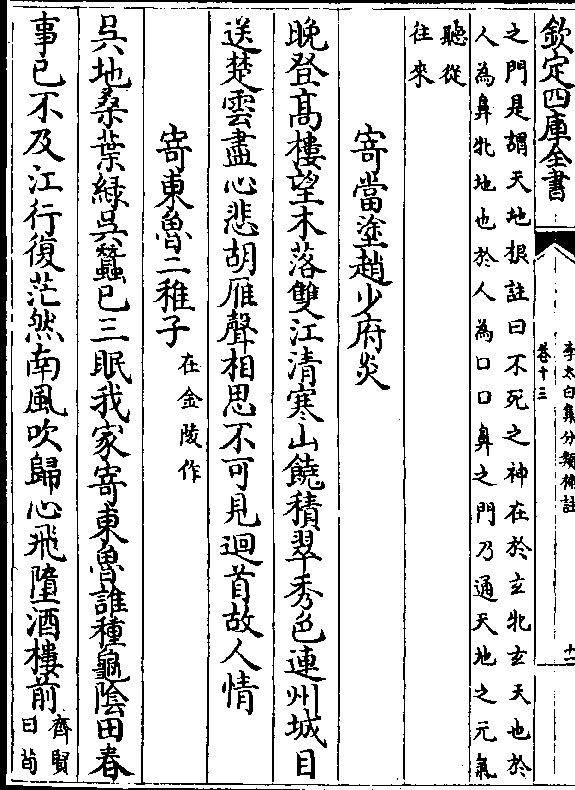 欽定四庫全書
李太白集分類補註
卷十三
十二
之門是謂天地根註曰不死之神在於玄牝玄天也於
人為鼻牝地也於人為口口鼻之門乃通天地之元氣
聽從
往來
寄當塗趙少府炎
晚登髙樓望木落雙江清寒山饒積翠秀色連州城目
送楚雲盡心悲胡雁聲相思不可見迴首故人情
寄東魯二稚子在金陵作
吳地桑葉綠吳蠶已三眠我家寄東魯誰種龜隂田春
事已不及江行復茫然南風吹歸心飛墮酒樓前齊賢
曰荀